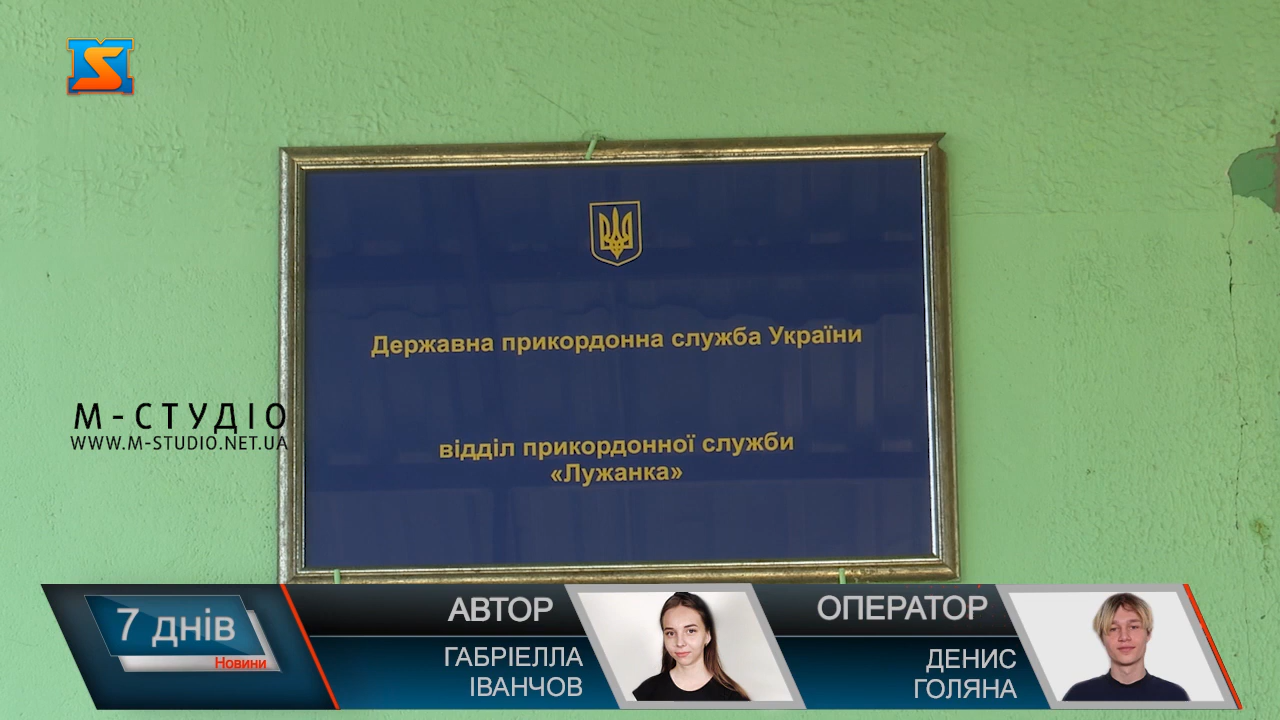 Державна прикордонна служба України
відділ прикордонної служби
«Лужанка»
М-СТУДІО
WWW.M-STUDIO.NET.UA
7 днів
Новини
АВТОР
ГАБРІЕЛЛА
ІВАНЧОВ
ОПЕРАТОР
ДЕНИС
ГОЛЯНА